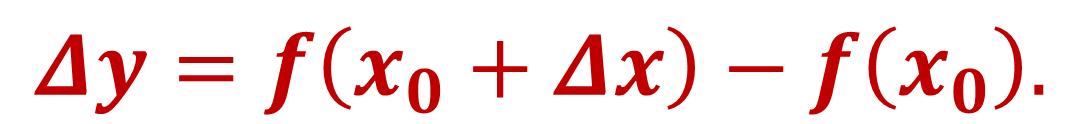 Δy = f(x₀ + Δx) − f(x₀).